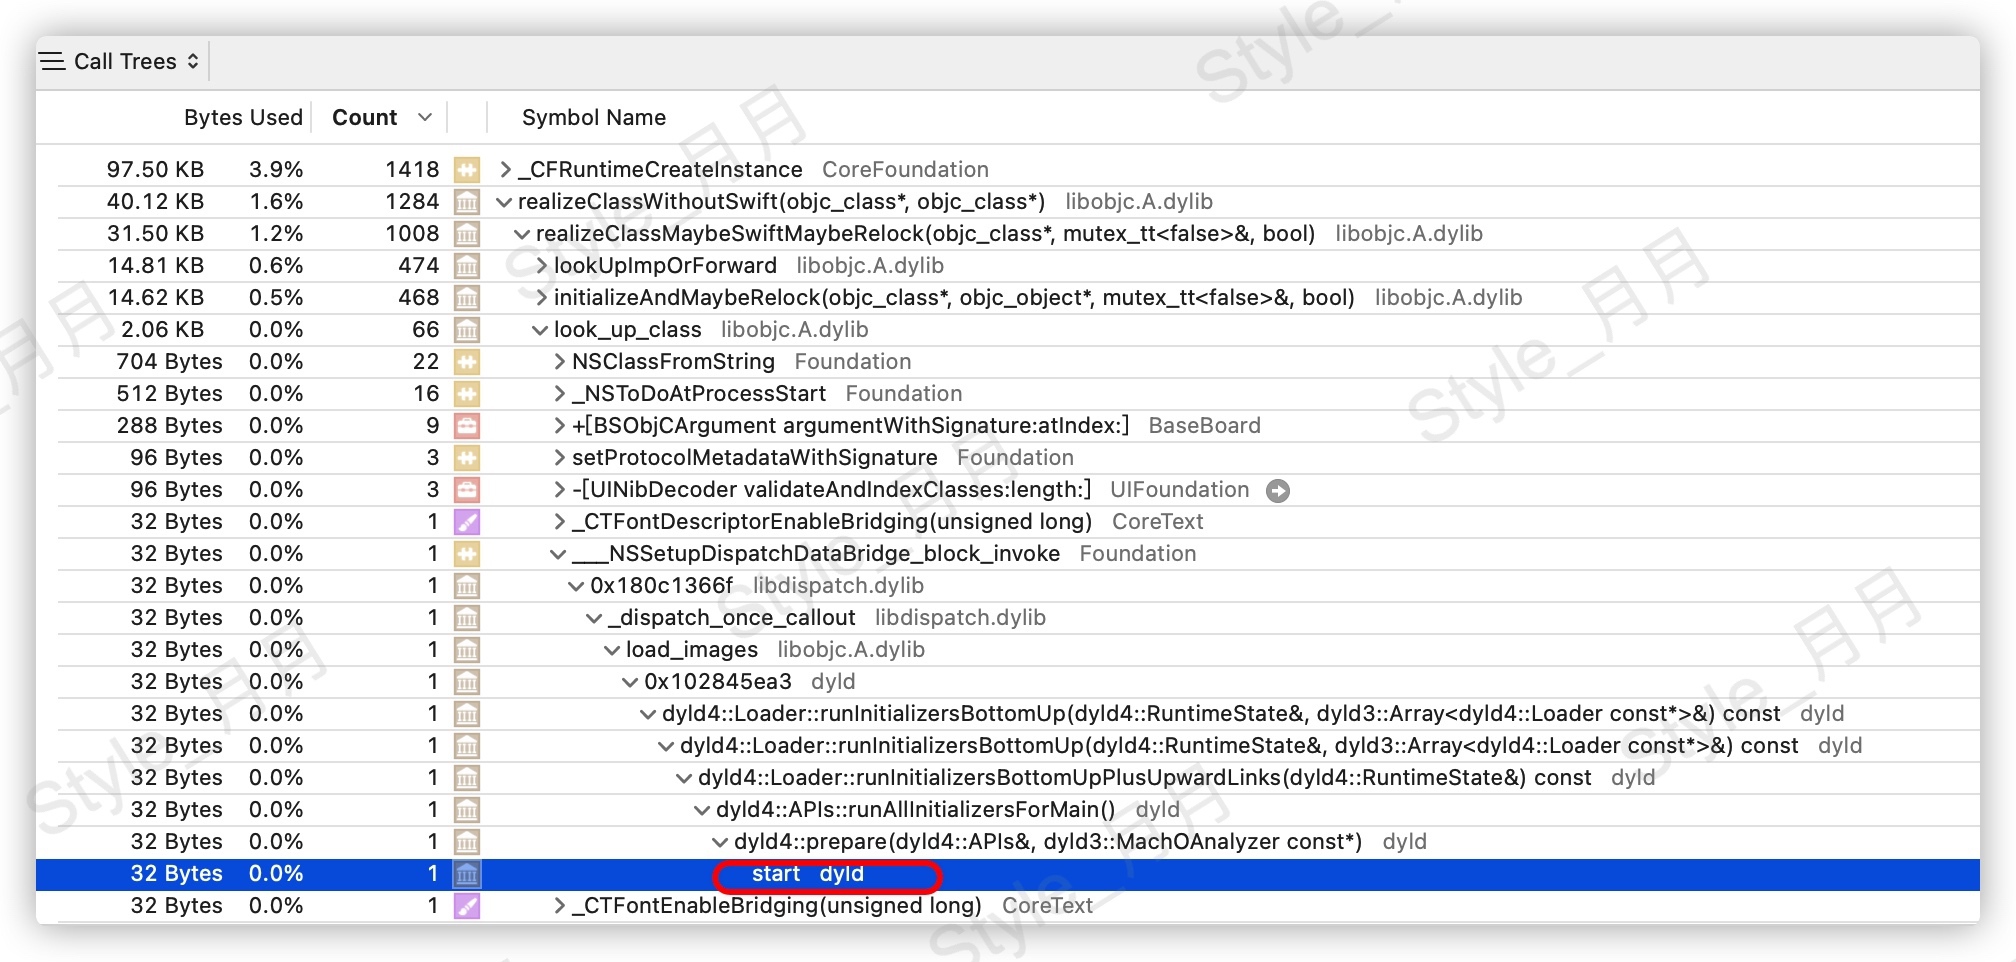 Call Trees
Bytes Used Count Symbol Name
97.50 KB 3.9% 1418 _CFRuntimeCreateInstance CoreFoundation
40.12 KB 1.6% 1284 realizeClassWithoutSwift(objc_class*, objc_class*) libobjc.A.dylib
31.50 KB 1.2% 1008 realizeClassMaybeSwiftMaybeRelock(objc_class*, mutex_tt<false>&, bool) libobjc.A.dylib
14.81 KB 0.6% 474 lookUpImpOrForward libobjc.A.dylib
14.62 KB 0.5% 468 initializeAndMaybeRelock(objc_class*, objc_object*, mutex_tt<false>&, bool) libobjc.A.dylib
2.06 KB 0.0% 66 look_up_class libobjc.A.dylib
704 Bytes 0.0% 22 NSClassFromString Foundation
512 Bytes 0.0% 16 _NSToDoAtProcessStart Foundation
288 Bytes 0.0% 9 +[BSObjCArgument argumentWithSignature:atIndex:] BaseBoard
96 Bytes 0.0% 3 setProtocolMetadataWithSignature Foundation
96 Bytes 0.0% 3 -[UINibDecoder validateAndIndexClasses:length:] UIFoundation
32 Bytes 0.0% 1 _CTFontDescriptorEnableBridging(unsigned long) CoreText
32 Bytes 0.0% 1 ___NSSetupDispatchDataBridge_block_invoke Foundation
32 Bytes 0.0% 1 0x180c1366f libdispatch.dylib
32 Bytes 0.0% 1 _dispatch_once_callout libdispatch.dylib
32 Bytes 0.0% 1 load_images libobjc.A.dylib
32 Bytes 0.0% 1 0x102845ea3 dyld
32 Bytes 0.0% 1 dyld4::Loader::runInitializersBottomUp(dyld4::RuntimeState&, dyld3::Array<dyld4::Loader const*>&) const dyld
32 Bytes 0.0% 1 dyld4::Loader::runInitializersBottomUp(dyld4::RuntimeState&, dyld3::Array<dyld4::Loader const*>&) const dyld
32 Bytes 0.0% 1 dyld4::Loader::runInitializersBottomUpPlusUpwardLinks(dyld4::RuntimeState&) const dyld
32 Bytes 0.0% 1 dyld4::APIs::runAllInitializersForMain() dyld
32 Bytes 0.0% 1 dyld4::prepare(dyld4::APIs&, dyld3::MachOAnalyzer const*) dyld
32 Bytes 0.0% 1 start dyld
32 Bytes 0.0% 1 _CTFontEnableBridging(unsigned long) CoreText
Style_月月